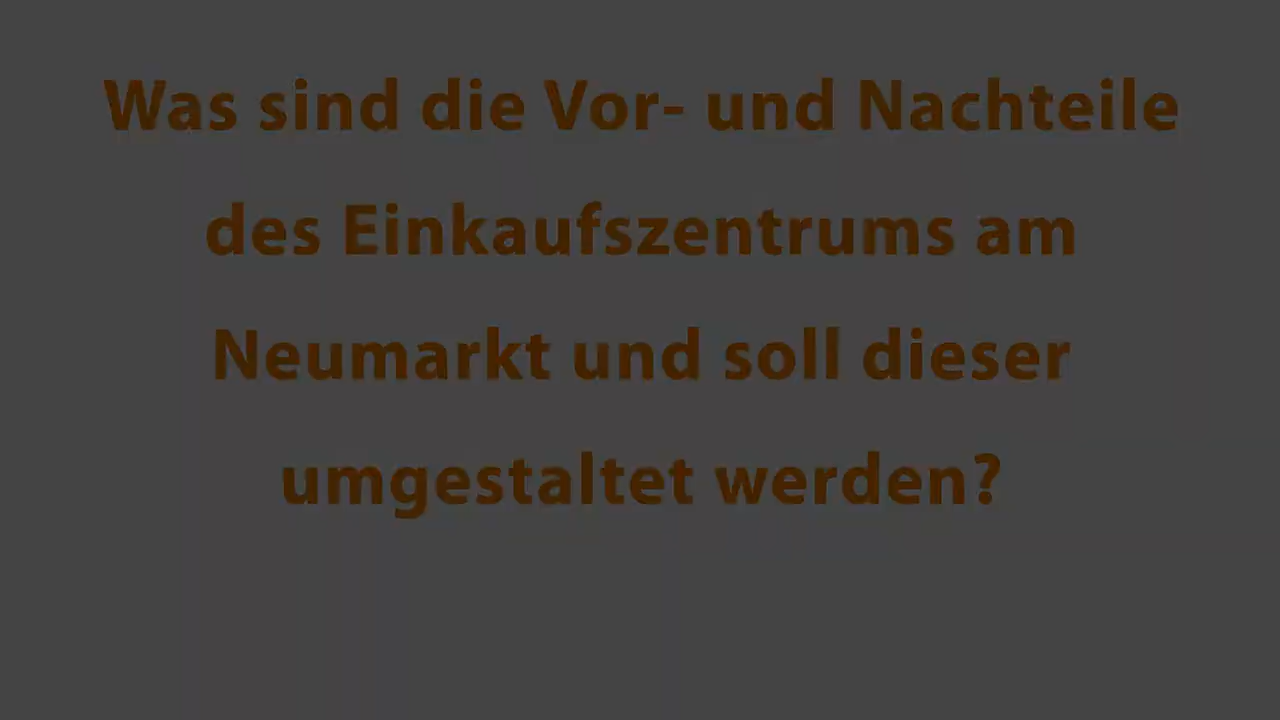 Was sind die Vor- und Nachteile
des Einkaufszentrums am
Neumarkt und soll dieser
umgestaltet werden?